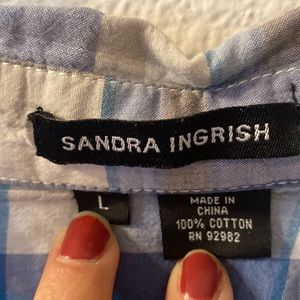 SANDRA INGRISH
L
MADE IN
CHINA
100% COTTON
RN 92982